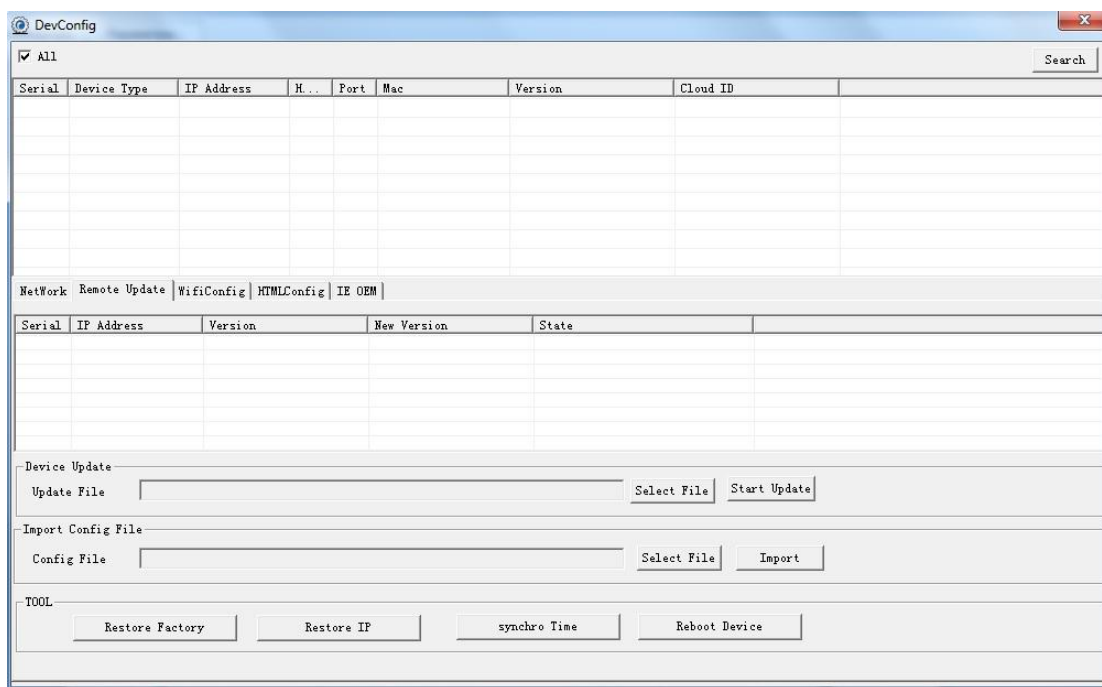 DevConfig
All
Search
Serial Device Type IP Address H... Port Mac Version Cloud ID
NetWork Remote Update WifiConfig HTMLConfig IE OEM
Serial IP Address Version New Version State
Device Update
Update File Select File Start Update
Import Config File
Config File Select File Import
TOOL
Restore Factory Restore IP synchro Time Reboot Device